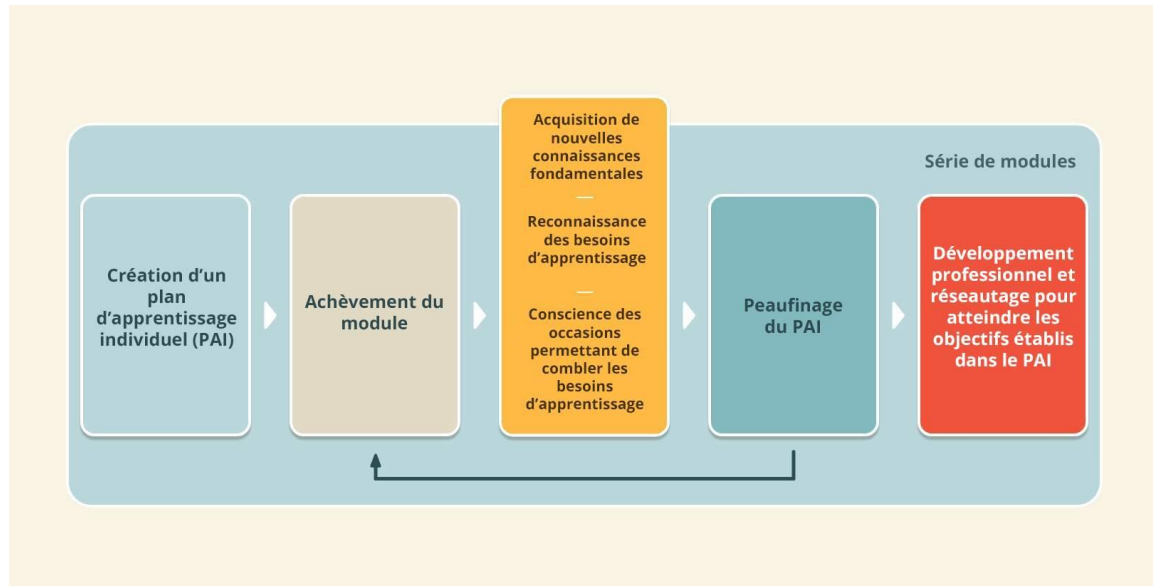 Série de modules
Création d’un
plan
d’apprentissage
individuel (PAI)
Achèvement du
module
Acquisition de
nouvelles
connaissances
fondamentales
—
Reconnaissance
des besoins
d’apprentissage
—
Conscience des
occasions
permettant de
combler les
besoins
d’apprentissage
Peaufinage
du PAI
Développement
professionnel et
réseautage pour
atteindre les
objectifs établis
dans le PAI